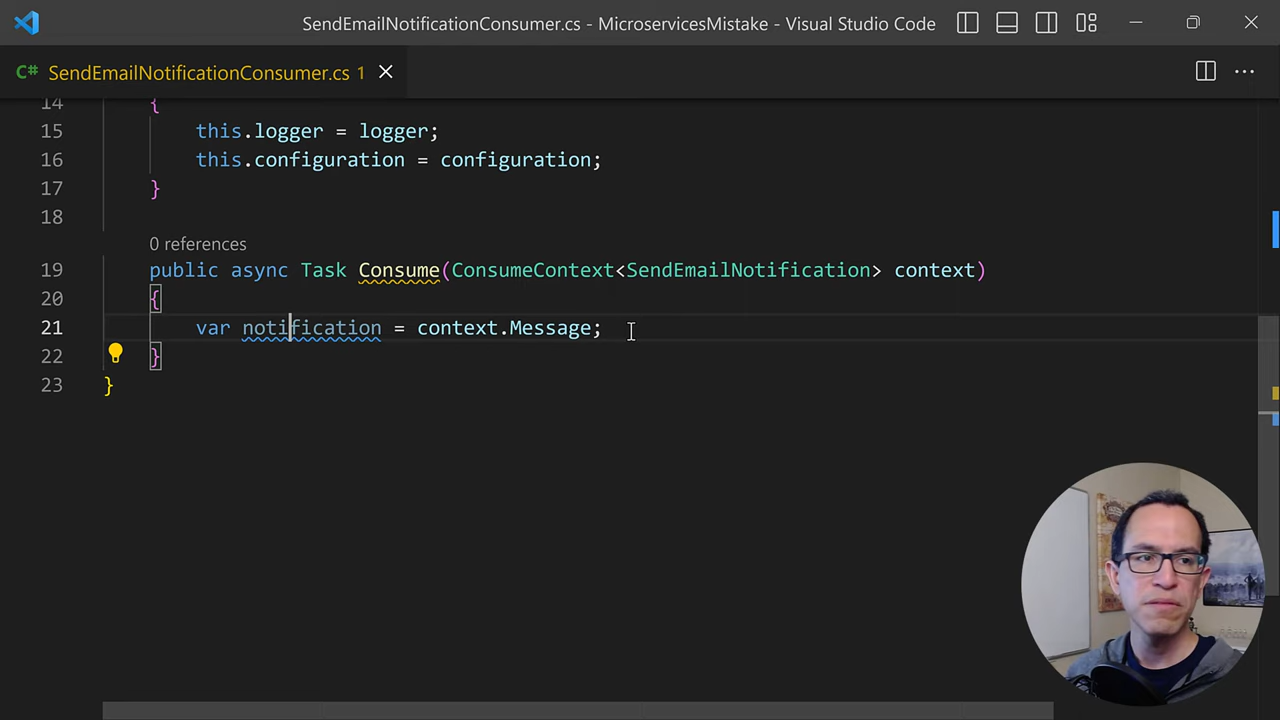 SendEmailNotificationConsumer.cs - MicroservicesMistake - Visual Studio Code
C# SendEmailNotificationConsumer.cs 1
14 {
15 this.logger = logger;
16 this.configuration = configuration;
17 }
18
0 references
19 public async Task Consume(ConsumeContext<SendEmailNotification> context)
20 {
21 var notification = context.Message;
22 }
23 }